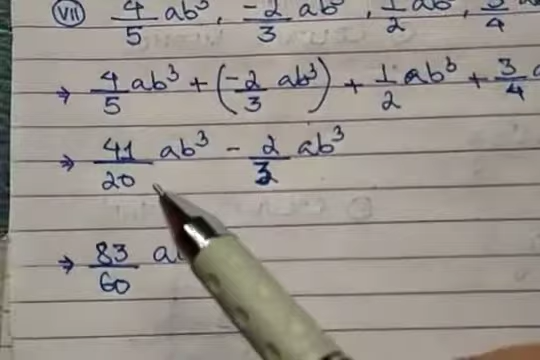 (VII) 4/5 ab³, -2/3 ab³, 1/2 ab³, 3/4
→ 4/5 ab³ + (-2/3 ab³) + 1/2 ab³ + 3/4
→ 41/20 ab³ - 2/3 ab³
→ 83/60